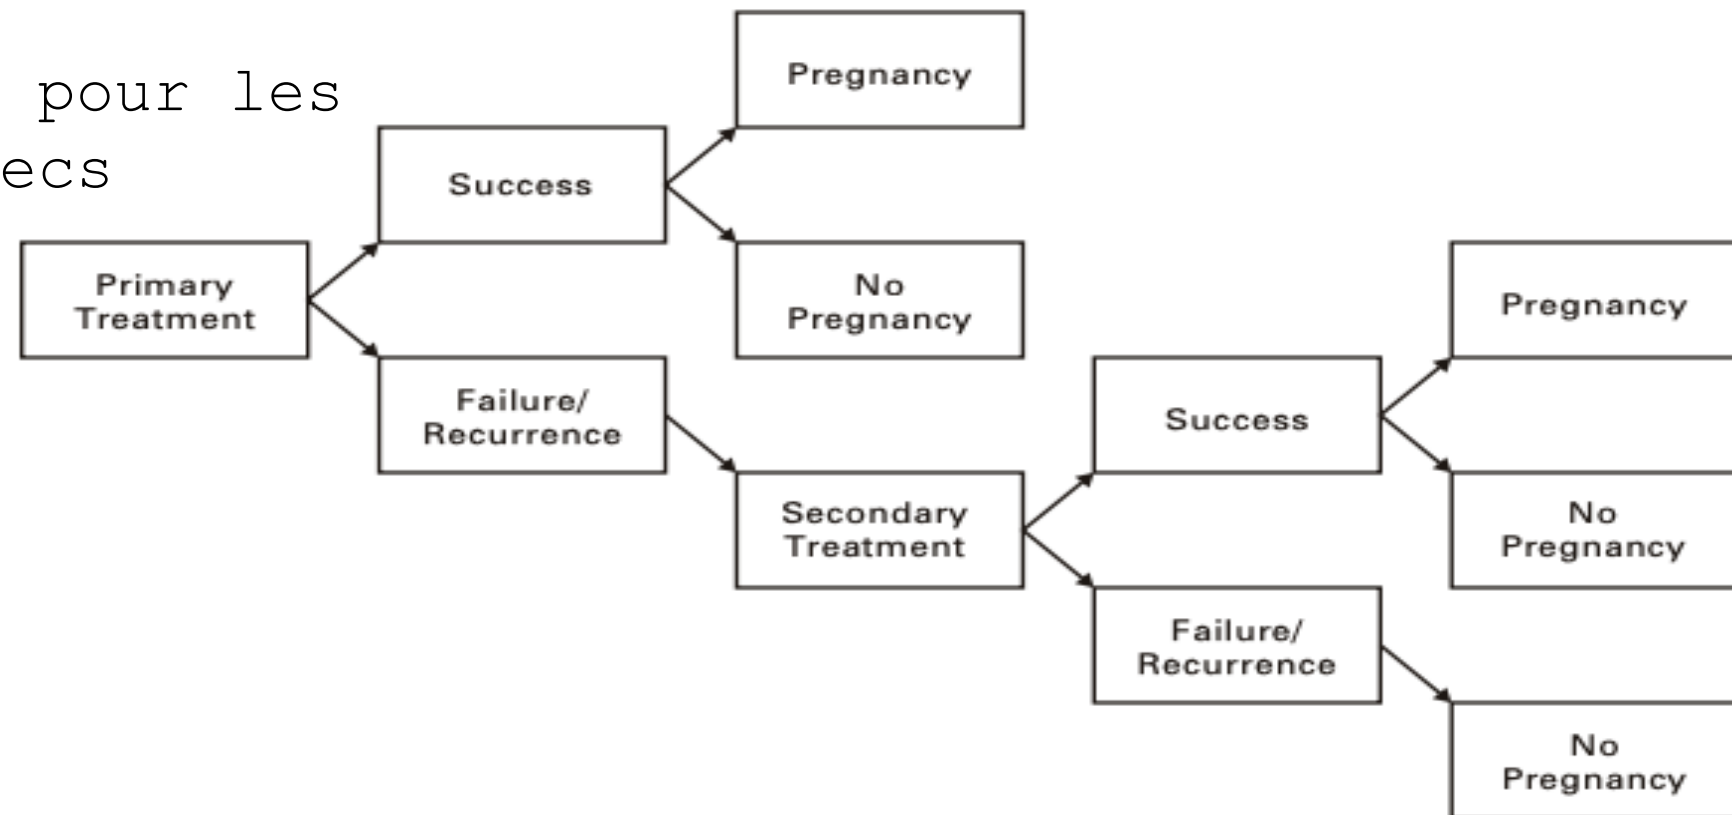 pour les
ecs
Pregnancy
Success
No
Pregnancy
Primary
Treatment
Failure/
Recurrence
Secondary
Treatment
Success
Pregnancy
No
Pregnancy
Failure/
Recurrence
No
Pregnancy